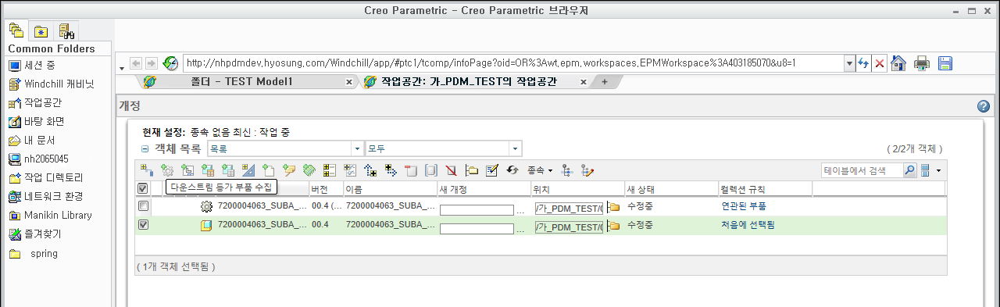 Creo Parametric - Creo Parametric 브라우저
Common Folders
세션 중
Windchill 캐비닛
작업공간
바탕 화면
내 문서
nh2065045
작업 디렉토리
네트워크 환경
Manikin Library
즐겨찾기
spring
http://nhpdmdev.hyosung.com/Windchill/app/#ptc1/tcomp/infoPage?oid=OR%3Awt.epm.workspaces.EPMWorkspace%3A403185070&u8=1
폴더 - TEST Model1 x 작업공간: 가_PDM_TEST의 작업공간 x +
개정
현재 설정: 종속 없음 최신 : 작업 중
객체 목록 목록 모두 ( 2/2개 객체 )
종속 테이블에서 검색
다운스트림 등가 부품 수집
버전 이름 새 개정 위치 새 상태 컬렉션 규칙
7200004063_SUBA_... 00.4 (... 7200004063_SUBA_... ... /가_PDM_TEST/0 수정중 연관된 부품
7200004063_SUBA_... 00.4 7200004063_SUBA_... ... /가_PDM_TEST/0 수정중 처음에 선택됨
( 1개 객체 선택됨 )